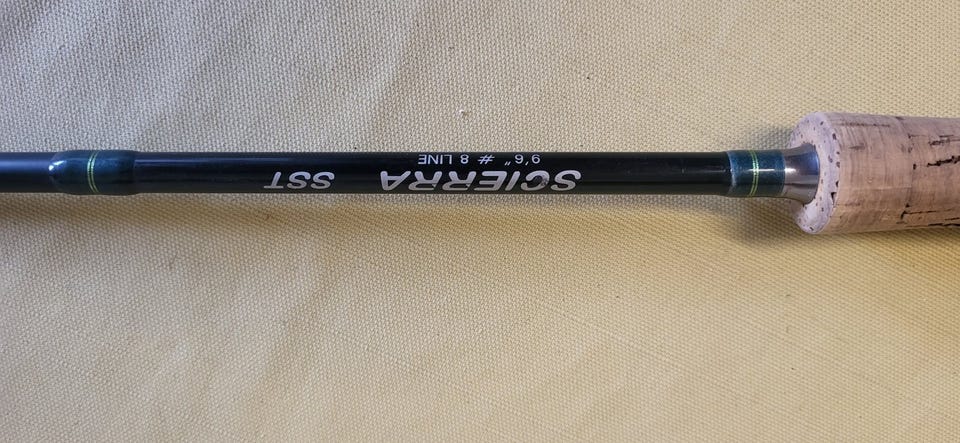 SCIERRA SST
9'6" # 8 LINE